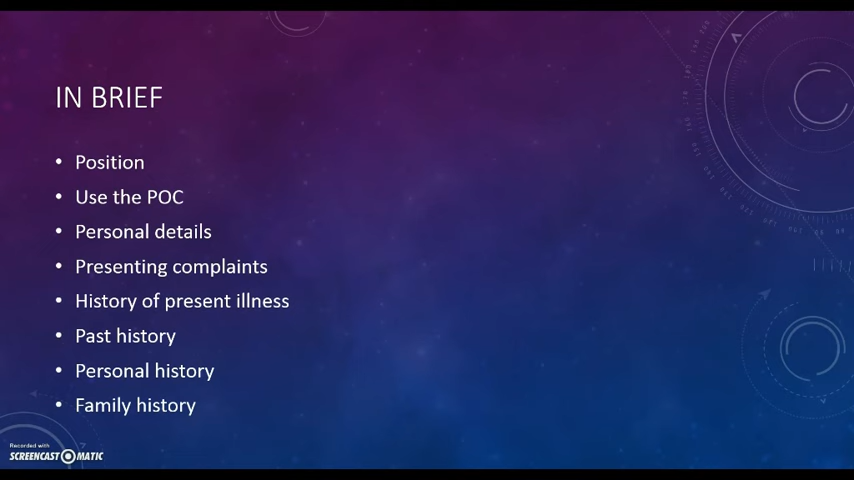 IN BRIEF
• Position
• Use the POC
• Personal details
• Presenting complaints
• History of present illness
• Past history
• Personal history
• Family history
Recorded with
SCREENCAST-O-MATIC